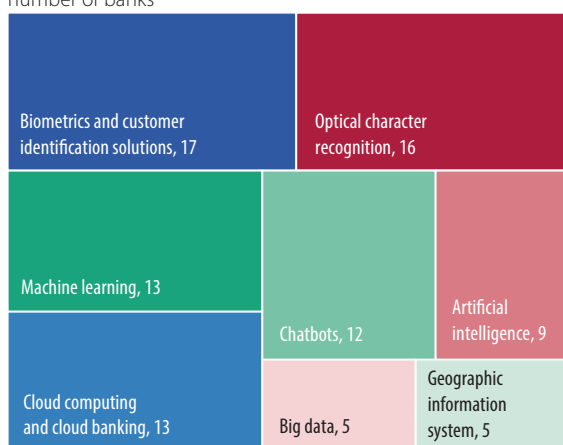 number of banks
Biometrics and customer
identification solutions, 17
Optical character
recognition, 16
Machine learning, 13
Chatbots, 12
Artificial
intelligence, 9
Cloud computing
and cloud banking, 13
Big data, 5
Geographic
information
system, 5